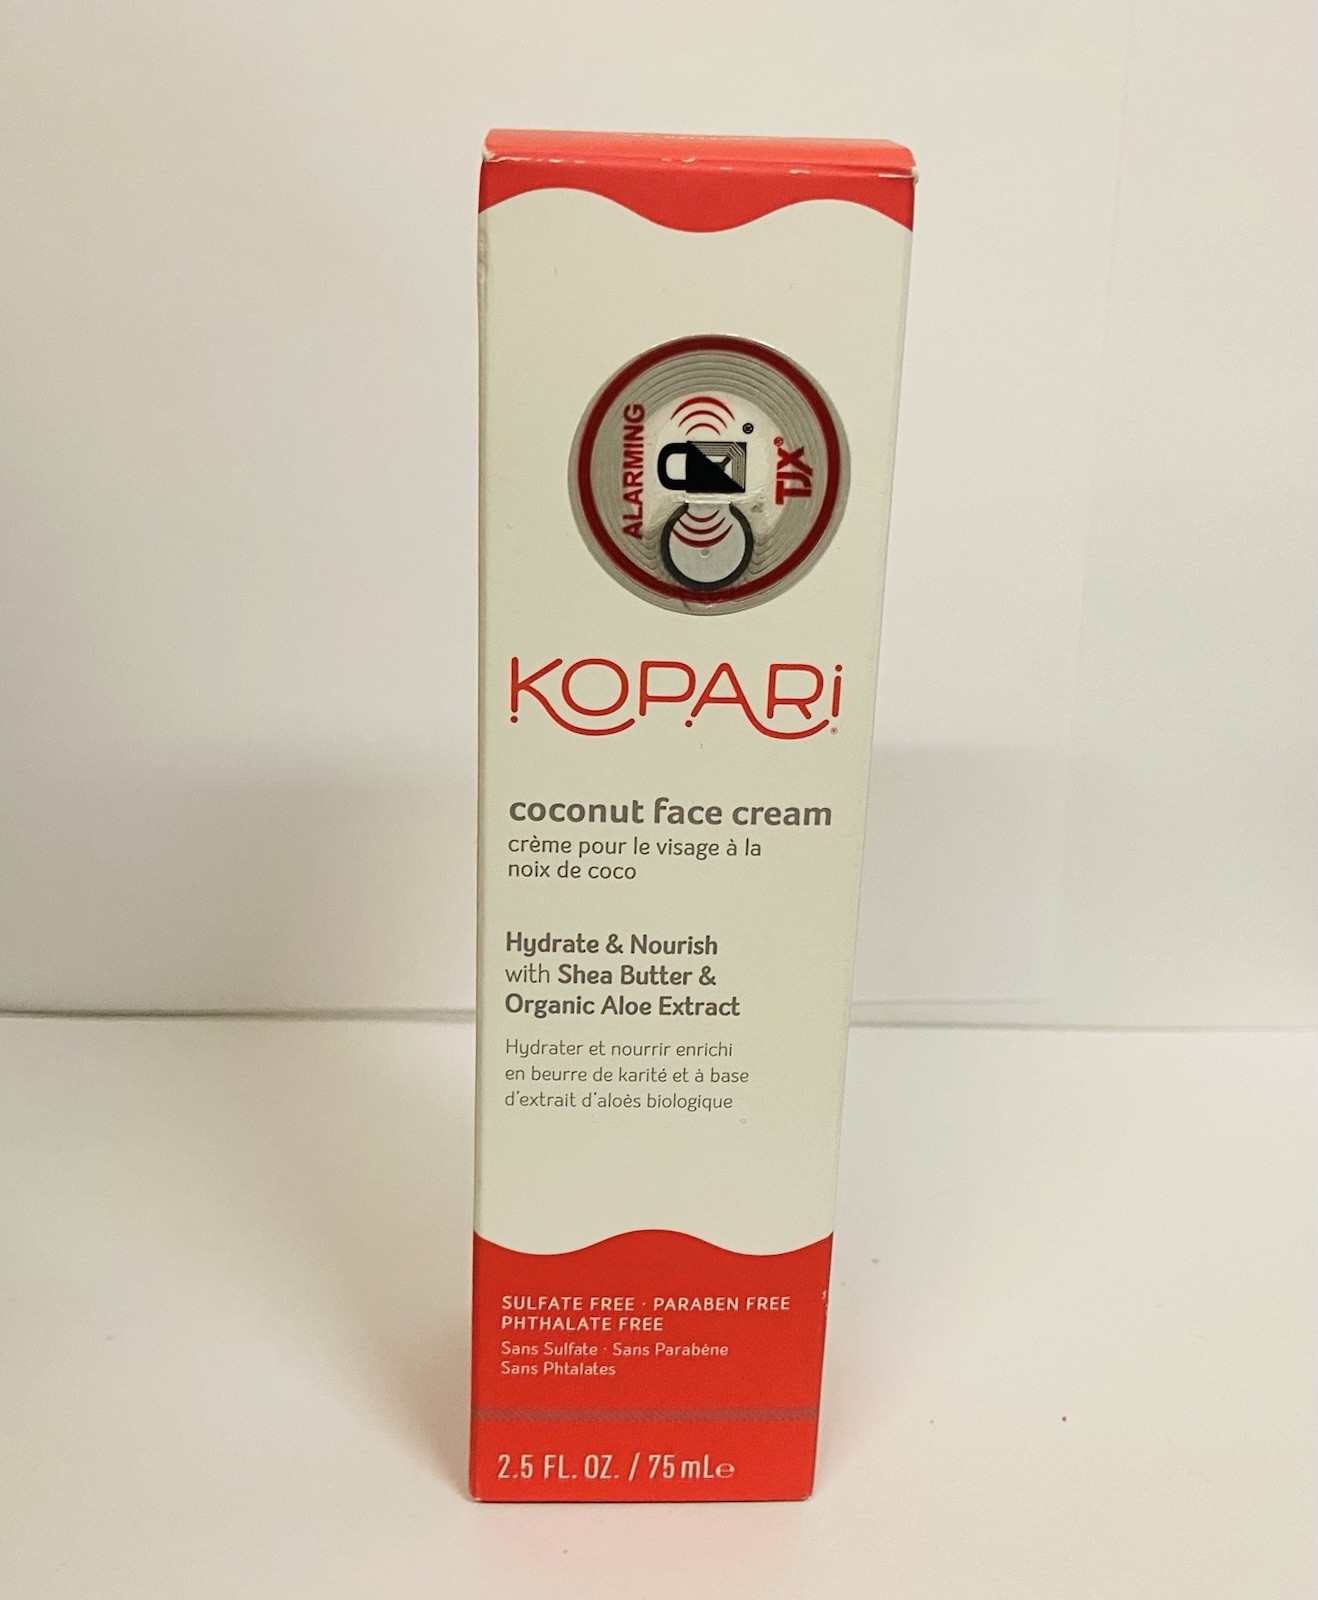 ALARMING
®
TJX®
KOPARi®
coconut face cream
crème pour le visage à la
noix de coco
Hydrate & Nourish
with Shea Butter &
Organic Aloe Extract
Hydrater et nourrir enrichi
en beurre de karité et à base
d'extrait d'aloès biologique
SULFATE FREE · PARABEN FREE
PHTHALATE FREE
Sans Sulfate · Sans Parabène
Sans Phtalates
2.5 FL. OZ. / 75 mL℮